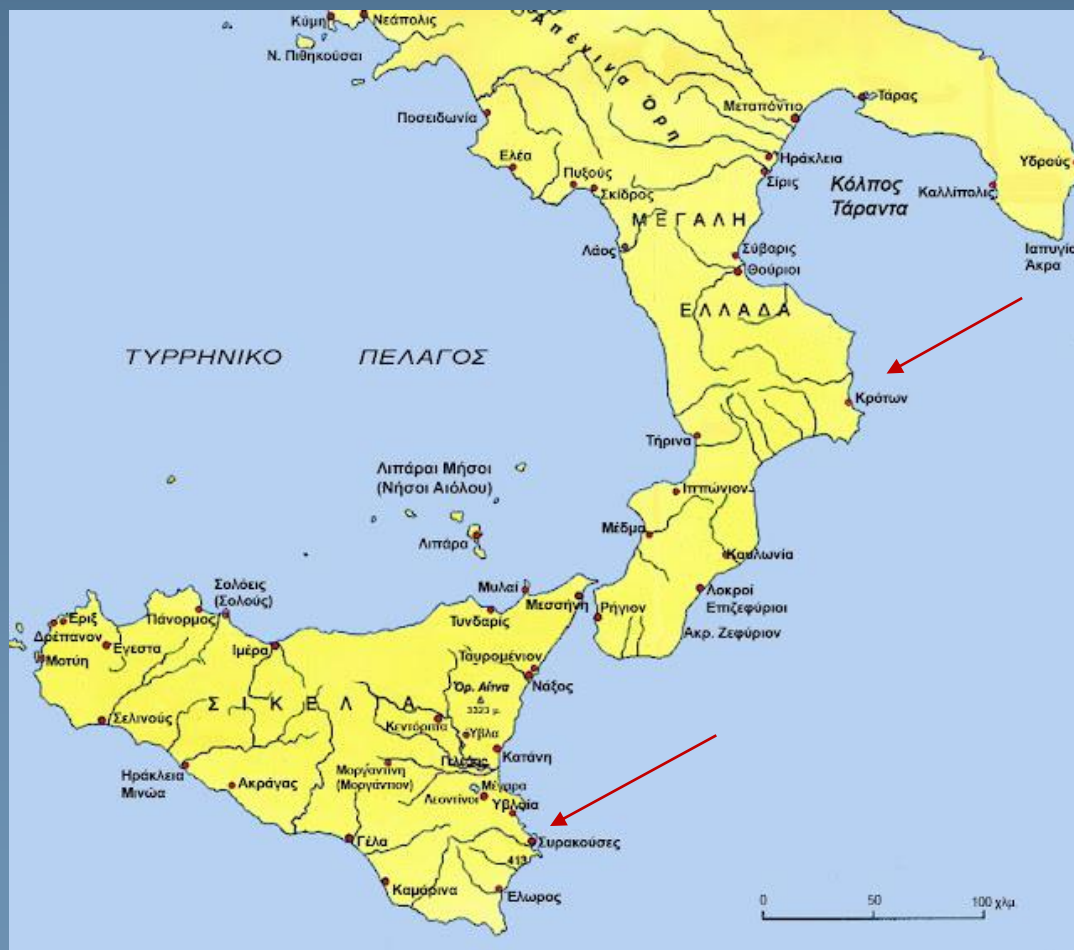 Κύμη
Νεάπολις
Ν. Πιθηκούσαι
Απέννινα Όρη
Ποσειδωνία
Μεταπόντιο
Τάρας
Ελέα
Πυξούς
Σκίδρος
Ηράκλεια
Σίρις
Κόλπος
Τάραντα
Υδρούς
Καλλίπολις
ΜΕΓΑΛΗ
Λάος
Σύβαρις
Θούριοι
Ιαπυγία
Άκρα
ΕΛΛΑΔΑ
ΤΥΡΡΗΝΙΚΟ ΠΕΛΑΓΟΣ
Κρότων
Τήρινα
Λιπάραι Μήσοι
(Νήσοι Αιόλου)
Ιππώνιον
Λιπάρα
Μέδμα
Καυλωνία
Σολόεις
(Σολούς)
Μυλαί
Μεσσήνη
Ρήγιον
Λοκροί
Επιζεφύριοι
Έριξ
Δρέπανον
Πάνορμος
Τυνδαρίς
Ακρ. Ζεφύριον
Μοτύη
Εγεστα
Ιμέρα
Ταυρομένιον
Νάξος
Όρ. Αίτνα
3323 μ.
ΣΙΚΕΛΙΑ
Σελινούς
Κεντόριπα
Υβλα
Γελέασις
Κατάνη
Ηράκλεια
Μινώα
Ακράγας
Μοργαντίνη
(Μοργάντιον)
Μέγαρα
Λεοντίνοι
Υβλαία
Γέλα
Συρακούσες
413
Καμάρινα
Ελωρος
0 50 100 χλμ.